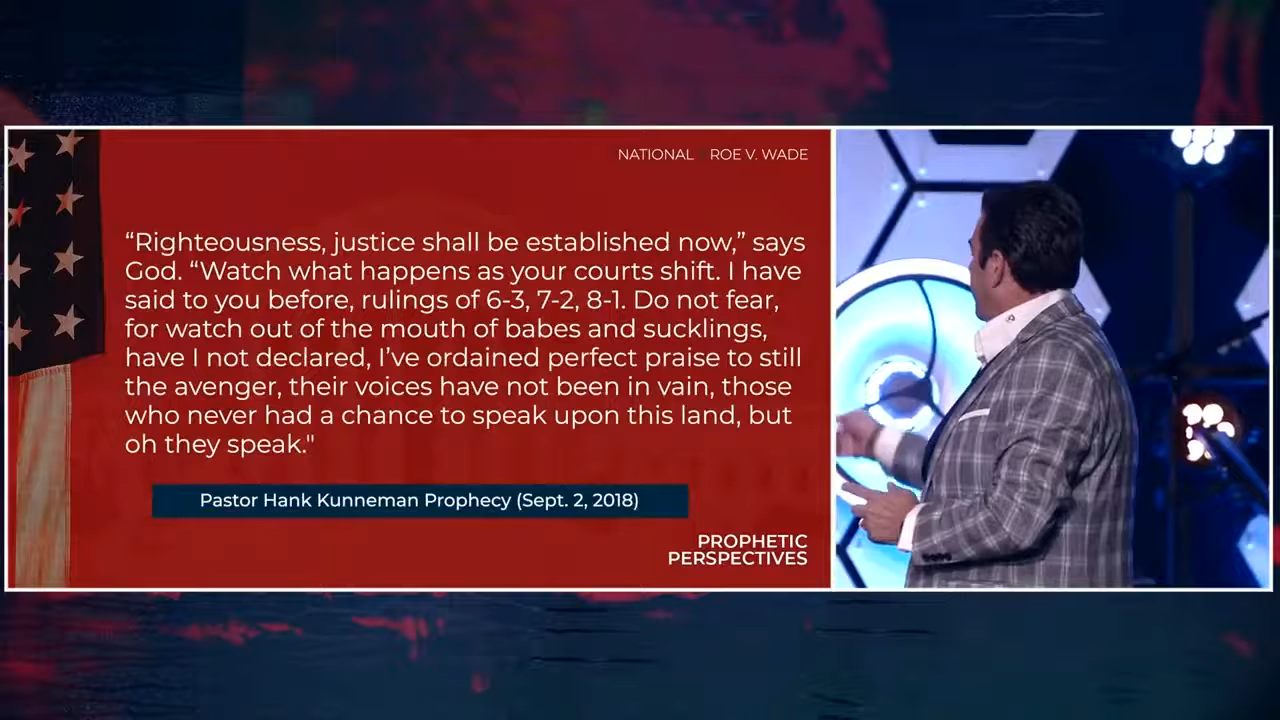 NATIONAL ROE V. WADE
“Righteousness, justice shall be established now,” says
God. “Watch what happens as your courts shift. I have
said to you before, rulings of 6-3, 7-2, 8-1. Do not fear,
for watch out of the mouth of babes and sucklings,
have I not declared, I’ve ordained perfect praise to still
the avenger, their voices have not been in vain, those
who never had a chance to speak upon this land, but
oh they speak."
Pastor Hank Kunneman Prophecy (Sept. 2, 2018)
PROPHETIC
PERSPECTIVES